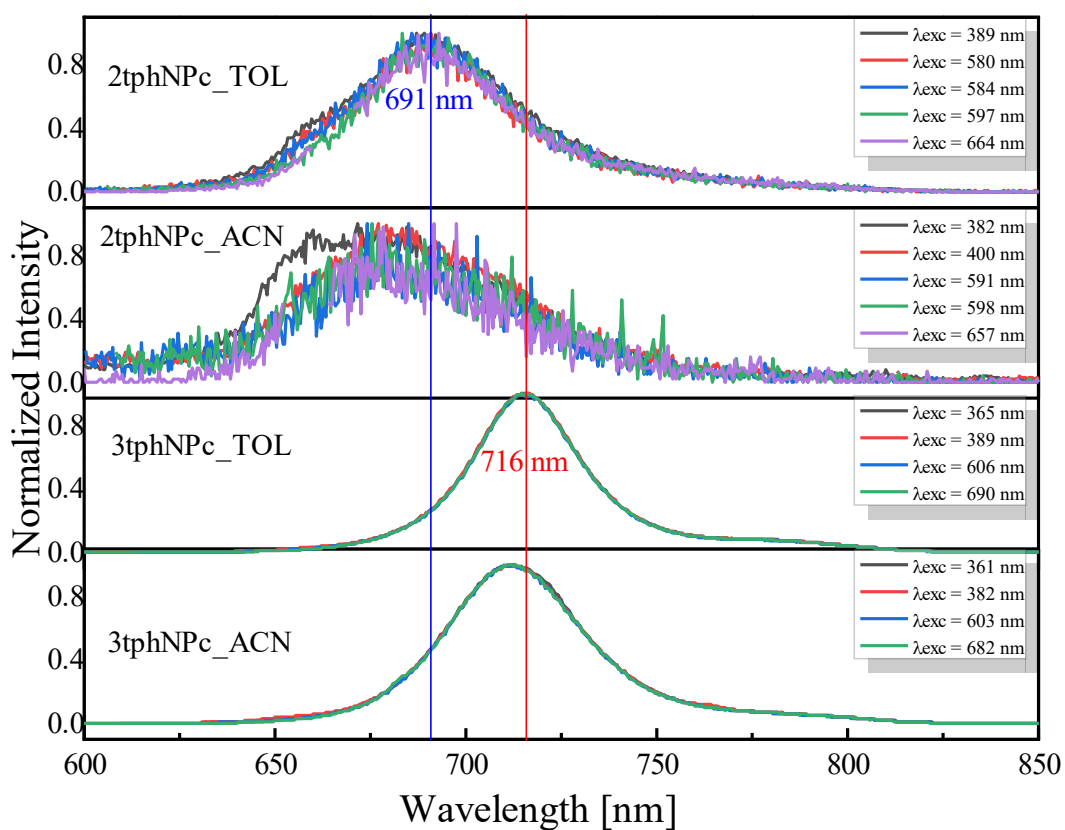 Normalized Intensity
0.8
0.4
0.0
2tphNPc_TOL
691 nm
λexc = 389 nm
λexc = 580 nm
λexc = 584 nm
λexc = 597 nm
λexc = 664 nm
0.8
0.4
0.0
2tphNPc_ACN
λexc = 382 nm
λexc = 400 nm
λexc = 591 nm
λexc = 598 nm
λexc = 657 nm
0.8
0.4
0.0
3tphNPc_TOL
716 nm
λexc = 365 nm
λexc = 389 nm
λexc = 606 nm
λexc = 690 nm
0.8
0.4
0.0
3tphNPc_ACN
λexc = 361 nm
λexc = 382 nm
λexc = 603 nm
λexc = 682 nm
600 650 700 750 800 850
Wavelength [nm]